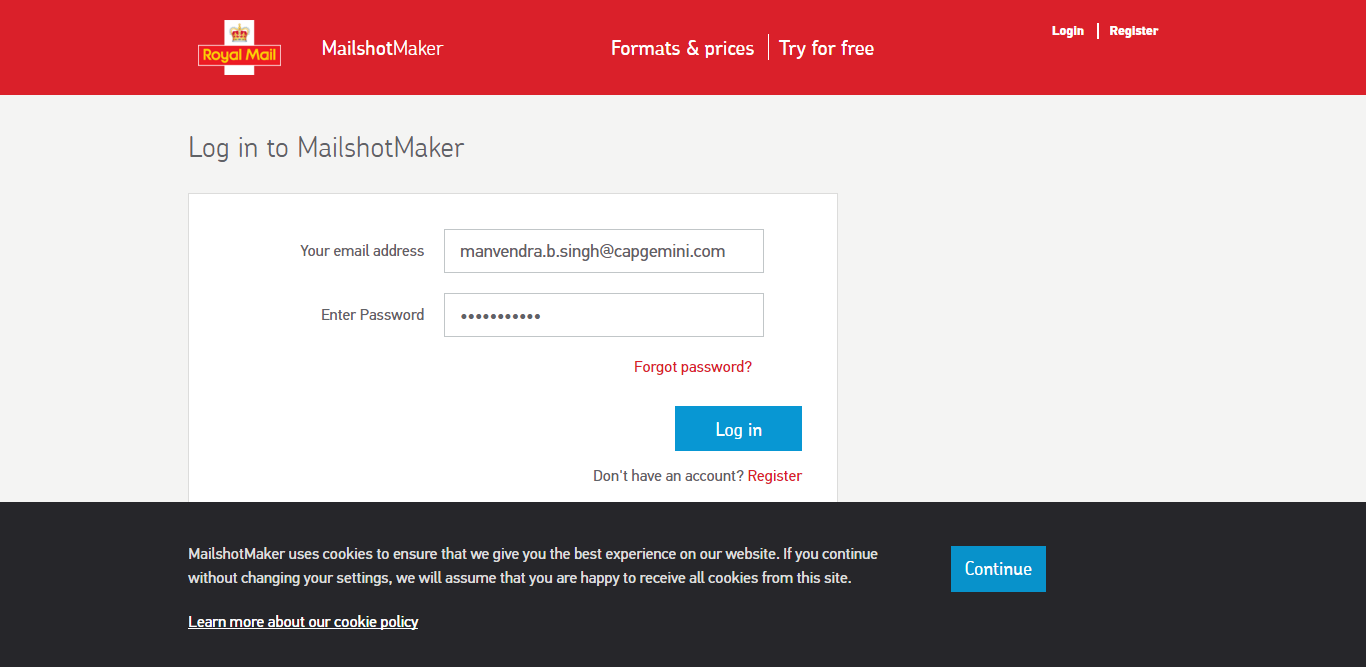 Royal Mail
MailshotMaker
Formats & prices
Try for free
Login
Register
Log in to MailshotMaker
Your email address
manvendra.b.singh@capgemini.com
Enter Password
•••••••••••
Forgot password?
Log in
Don't have an account? Register
MailshotMaker uses cookies to ensure that we give you the best experience on our website. If you continue
without changing your settings, we will assume that you are happy to receive all cookies from this site.
Continue
Learn more about our cookie policy